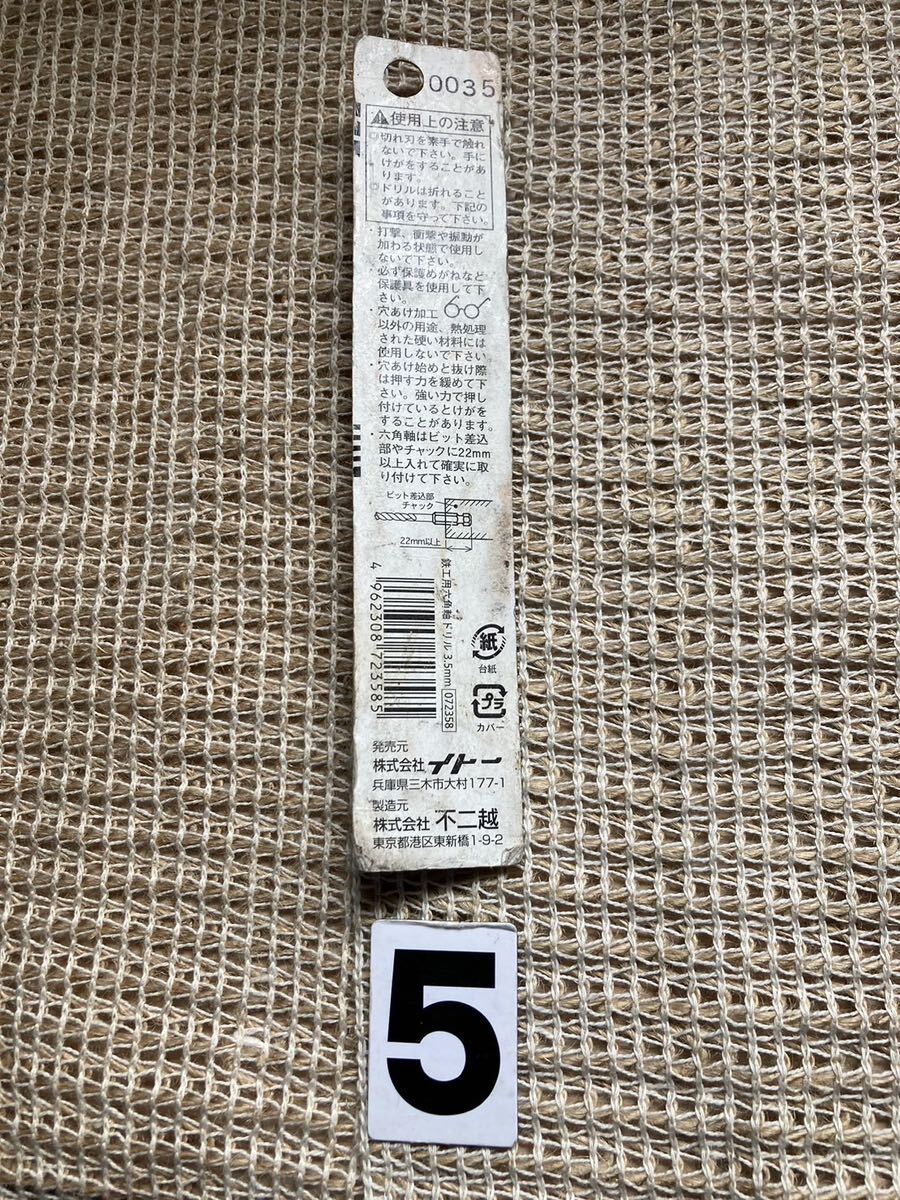 0035
⚠使用上の注意
◎切れ刃を素手で触れ
ないで下さい。手に
けがをすることがあ
ります。
◎ドリルは折れること
があります。下記の
事項を守って下さい。
・打撃、衝撃や振動が
加わる状態で使用し
ないで下さい。
・必ず保護めがねなど
保護具を使用して下
さい。
・穴あけ加工
以外の用途、熱処理
された硬い材料には
使用しないで下さい。
・穴あけ始めと抜け際
は押す力を緩めて下
さい。強い力で押し
付けているとけがを
することがあります。
・六角軸はビット差込
部やチャックに22mm
以上入れて確実に取
り付けて下さい。
ビット差込部
チャック
22mm以上
鉄工用六角軸ドリル3.5mm 072358
4 962308 723585
紙
台紙
プラ
カバー
発売元
株式会社 イトー
兵庫県三木市大村177-1
製造元
株式会社 不二越
東京都港区東新橋1-9-2
5